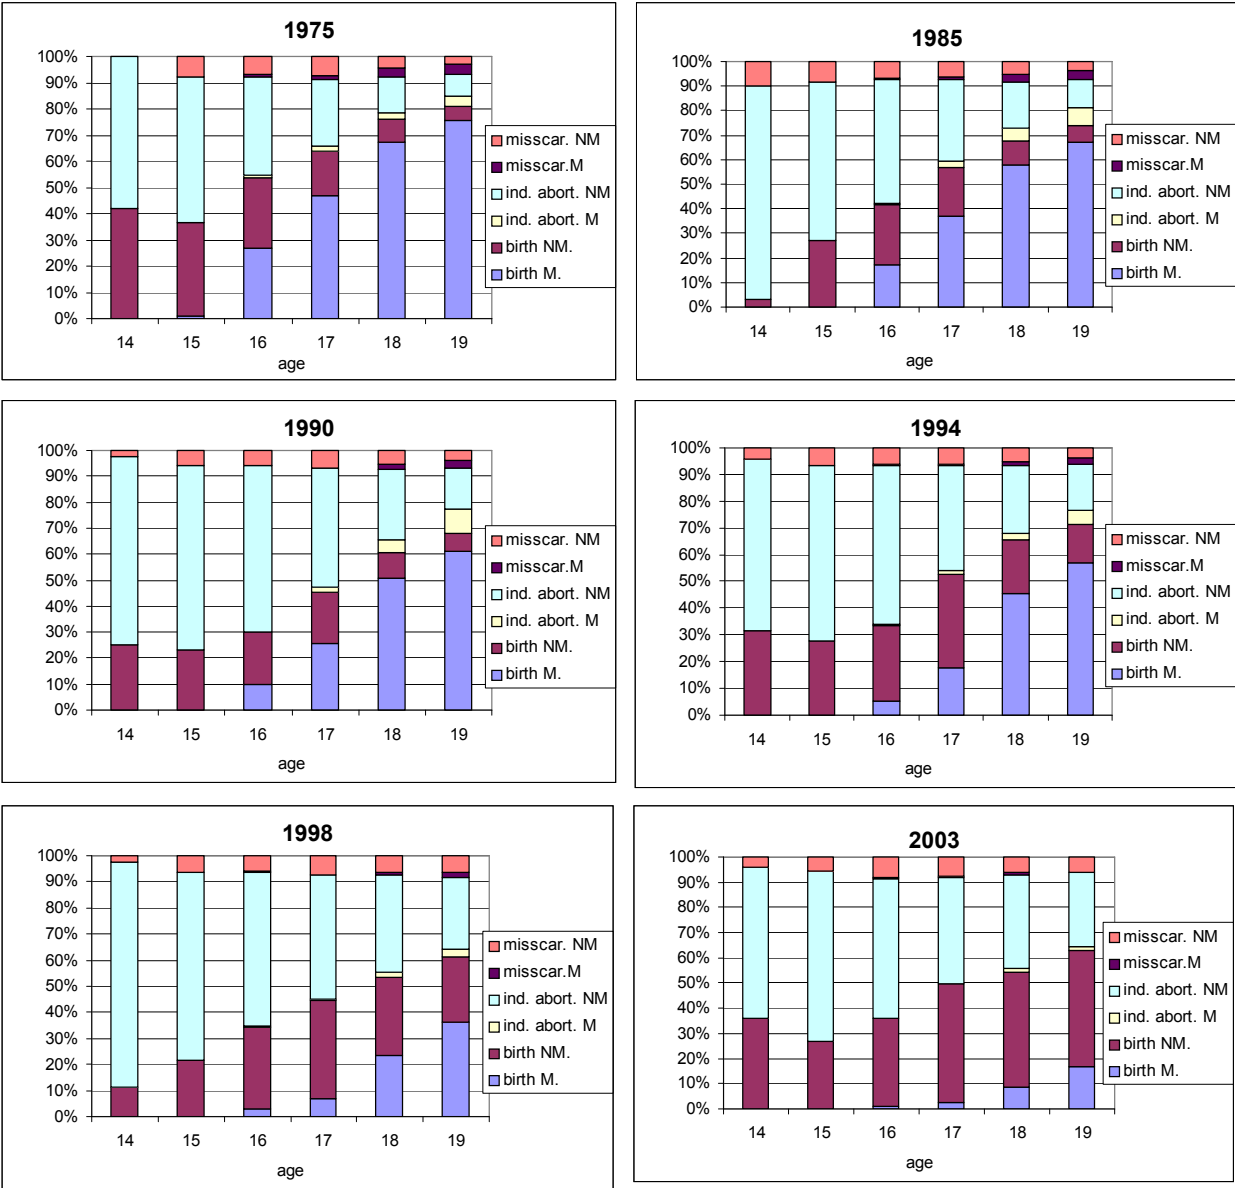 1975
100%
90%
80%
70%
60%
50%
40%
30%
20%
10%
0%
14 15 16 17 18 19
age
misscar. NM
misscar.M
ind. abort. NM
ind. abort. M
birth NM.
birth M.
1985
100%
90%
80%
70%
60%
50%
40%
30%
20%
10%
0%
14 15 16 17 18 19
age
misscar. NM
misscar.M
ind. abort. NM
ind. abort. M
birth NM.
birth M.
1990
100%
90%
80%
70%
60%
50%
40%
30%
20%
10%
0%
14 15 16 17 18 19
age
misscar. NM
misscar.M
ind. abort. NM
ind. abort. M
birth NM.
birth M.
1994
100%
90%
80%
70%
60%
50%
40%
30%
20%
10%
0%
14 15 16 17 18 19
age
misscar. NM
misscar.M
ind. abort. NM
ind. abort. M
birth NM.
birth M.
1998
100%
90%
80%
70%
60%
50%
40%
30%
20%
10%
0%
14 15 16 17 18 19
age
misscar. NM
misscar.M
ind. abort. NM
ind. abort. M
birth NM.
birth M.
2003
100%
90%
80%
70%
60%
50%
40%
30%
20%
10%
0%
14 15 16 17 18 19
age
misscar. NM
misscar.M
ind. abort. NM
ind. abort. M
birth NM.
birth M.